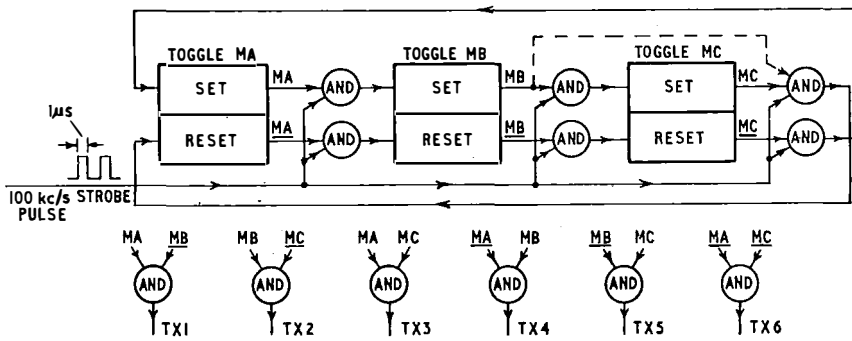 TOGGLE MA
TOGGLE MB
TOGGLE MC
SET
MA
AND
SET
MB
AND
SET
MC
AND
1μs
RESET
MA
AND
RESET
MB
AND
RESET
MC
AND
100 kc/s STROBE
PULSE
MA MB
MB MC
MA MC
MA MB
MB MC
MA MC
AND
AND
AND
AND
AND
AND
TX1
TX2
TX3
TX4
TX5
TX6